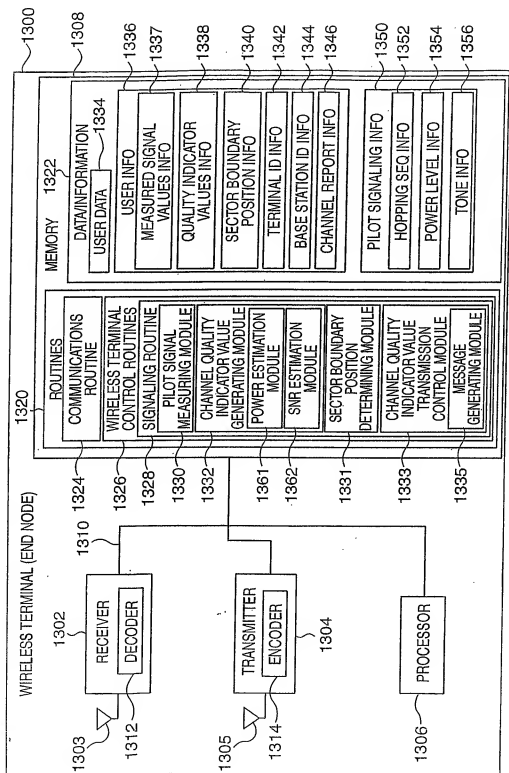 WIRELESS TERMINAL (END NODE)
1300
1308
1302
RECEIVER
DECODER
1303
1312
1310
TRANSMITTER
ENCODER
1304
1305
1314
PROCESSOR
1306
MEMORY
1320
ROUTINES
1324
COMMUNICATIONS
ROUTINE
1326
WIRELESS TERMINAL
CONTROL ROUTINES
1328
SIGNALING ROUTINE
1330
PILOT SIGNAL
MEASURING MODULE
1332
CHANNEL QUALITY
INDICATOR VALUE
GENERATING MODULE
1361
POWER ESTIMATION
MODULE
1362
SNR ESTIMATION
MODULE
1331
SECTOR BOUNDARY
POSITION
DETERMINING MODULE
1333
CHANNEL QUALITY
INDICATOR VALUE
TRANSMISSION
CONTROL MODULE
1335
MESSAGE
GENERATING MODULE
1322
DATA/INFORMATION
USER DATA
1334
USER INFO
1336
MEASURED SIGNAL
VALUES INFO
1337
QUALITY INDICATOR
VALUES INFO
1338
SECTOR BOUNDARY
POSITION INFO
1340
TERMINAL ID INFO
1342
BASE STATION ID INFO
1344
CHANNEL REPORT INFO
1346
PILOT SIGNALING INFO
1350
HOPPING SEQ INFO
1352
POWER LEVEL INFO
1354
TONE INFO
1356